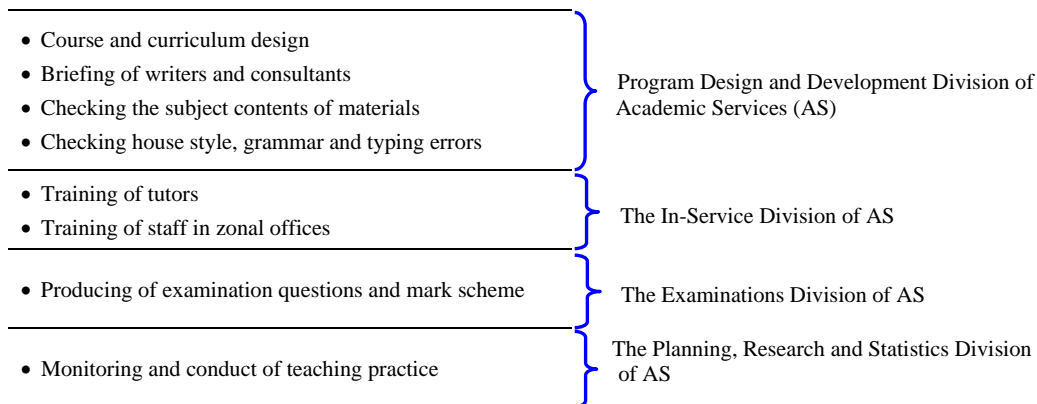 • Course and curriculum design
• Briefing of writers and consultants
• Checking the subject contents of materials
• Checking house style, grammar and typing errors
Program Design and Development Division of
Academic Services (AS)
• Training of tutors
• Training of staff in zonal offices
The In-Service Division of AS
• Producing of examination questions and mark scheme
The Examinations Division of AS
• Monitoring and conduct of teaching practice
The Planning, Research and Statistics Division
of AS